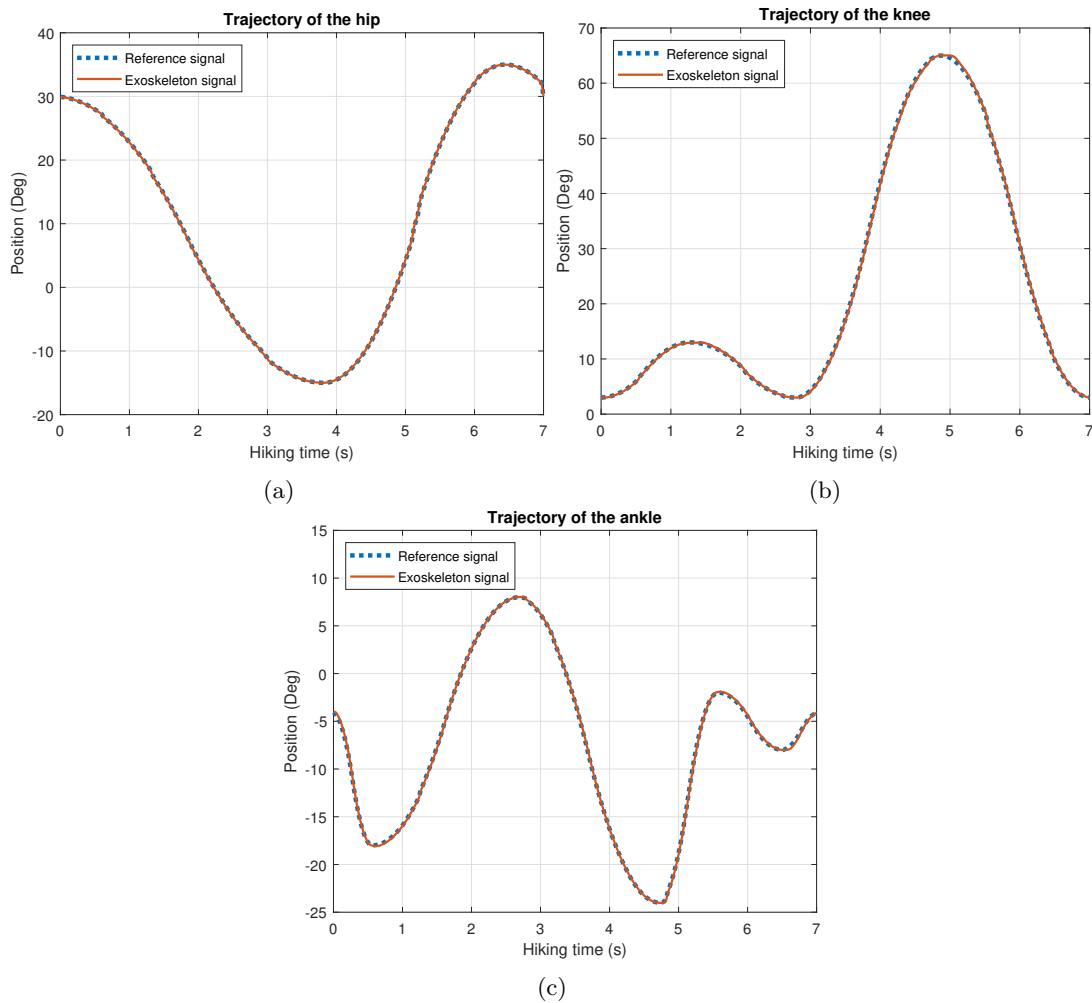 Trajectory of the hip
Reference signal
Exoskeleton signal
Position (Deg)
40
30
20
10
0
-10
-20
0 1 2 3 4 5 6 7
Hiking time (s)
(a)
Trajectory of the knee
Reference signal
Exoskeleton signal
Position (Deg)
70
60
50
40
30
20
10
0
0 1 2 3 4 5 6 7
Hiking time (s)
(b)
Trajectory of the ankle
Reference signal
Exoskeleton signal
Position (Deg)
15
10
5
0
-5
-10
-15
-20
-25
0 1 2 3 4 5 6 7
Hiking time (s)
(c)